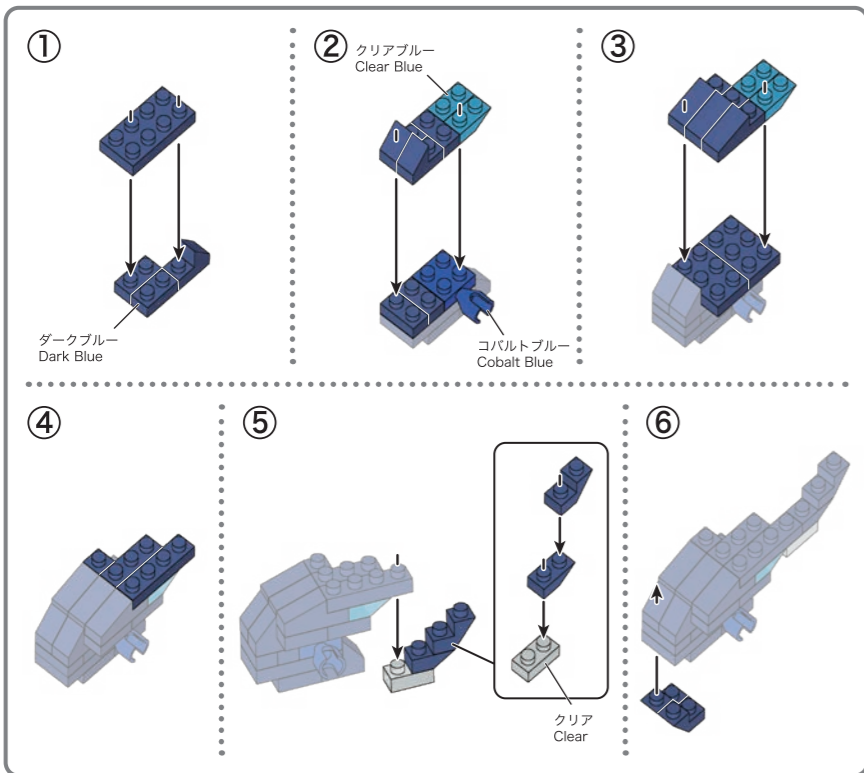 ①
②
クリアブルー
Clear Blue
③
ダークブルー
Dark Blue
コバルトブルー
Cobalt Blue
④
⑤
⑥
クリア
Clear